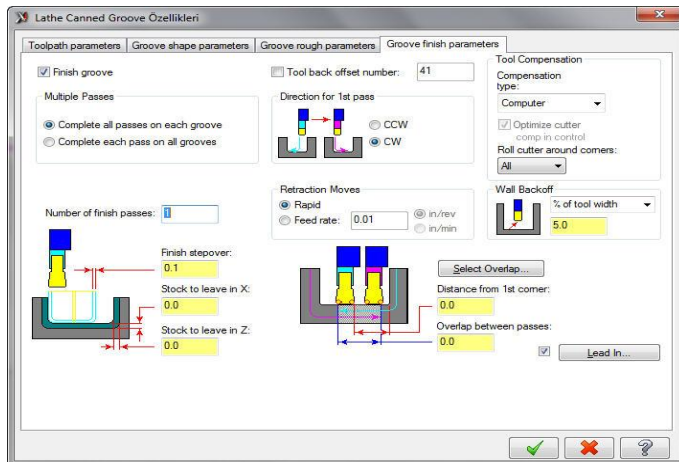 Lathe Canned Groove Özellikleri
Toolpath parameters
Groove shape parameters
Groove rough parameters
Groove finish parameters
Finish groove
Tool back offset number:
41
Multiple Passes
Complete all passes on each groove
Complete each pass on all grooves
Direction for 1st pass
CCW
CW
Tool Compensation
Compensation
type:
Computer
Optimize cutter
comp in control
Roll cutter around corners:
All
Number of finish passes:
1
Retraction Moves
Rapid
Feed rate:
0.01
in/rev
in/min
Wall Backoff
% of tool width
5.0
Finish stepover:
0.1
Stock to leave in X:
0.0
Stock to leave in Z:
0.0
Select Overlap...
Distance from 1st corner:
0.0
Overlap between passes:
0.0
Lead In...